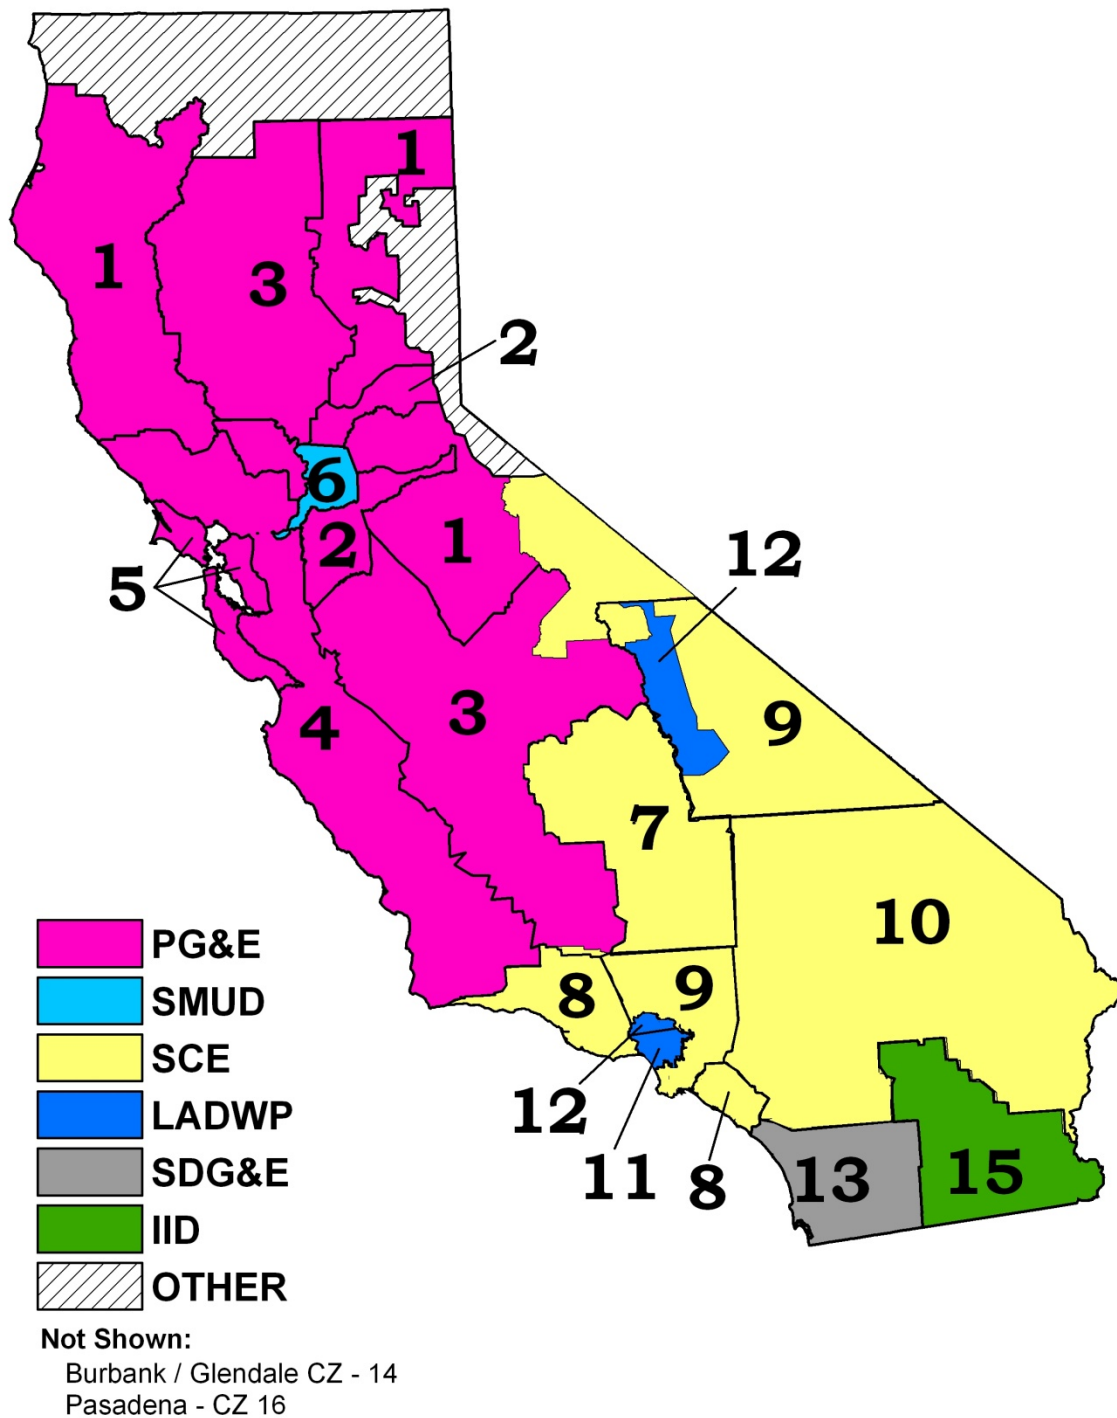 1
1
3
2
6
2
1
12
5
4
3
9
7
10
8
9
12
11
8
13
15
PG&E
SMUD
SCE
LADWP
SDG&E
IID
OTHER
Not Shown:
Burbank / Glendale CZ - 14
Pasadena - CZ 16